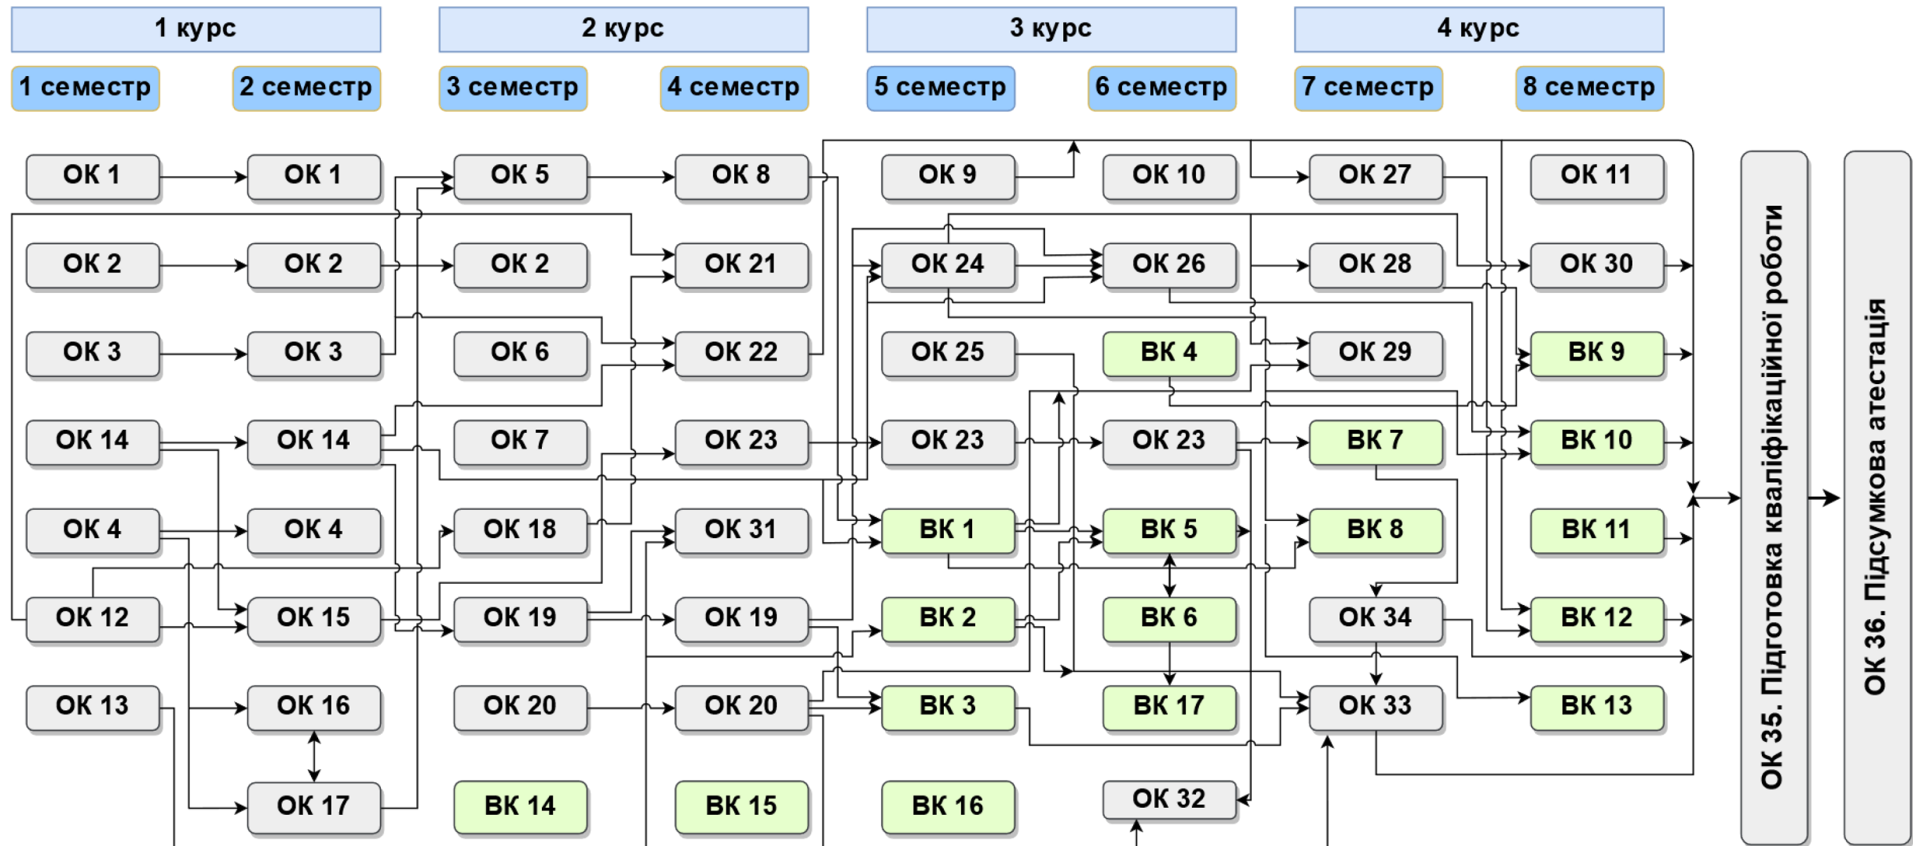 1 курс
2 курс
3 курс
4 курс
1 семестр
2 семестр
3 семестр
4 семестр
5 семестр
6 семестр
7 семестр
8 семестр
ОК 1
ОК 1
ОК 5
ОК 8
ОК 9
ОК 10
ОК 27
ОК 11
ОК 2
ОК 2
ОК 2
ОК 21
ОК 24
ОК 26
ОК 28
ОК 30
ОК 3
ОК 3
ОК 6
ОК 22
ОК 25
ВК 4
ОК 29
ВК 9
ОК 14
ОК 14
ОК 7
ОК 23
ОК 23
ОК 23
ВК 7
ВК 10
ОК 4
ОК 4
ОК 18
ОК 31
ВК 1
ВК 5
ВК 8
ВК 11
ОК 12
ОК 15
ОК 19
ОК 19
ВК 2
ВК 6
ОК 34
ВК 12
ОК 13
ОК 16
ОК 20
ОК 20
ВК 3
ВК 17
ОК 33
ВК 13
ОК 17
ВК 14
ВК 15
ВК 16
ОК 32
ОК 35. Підготовка кваліфікаційної роботи
ОК 36. Підсумкова атестація